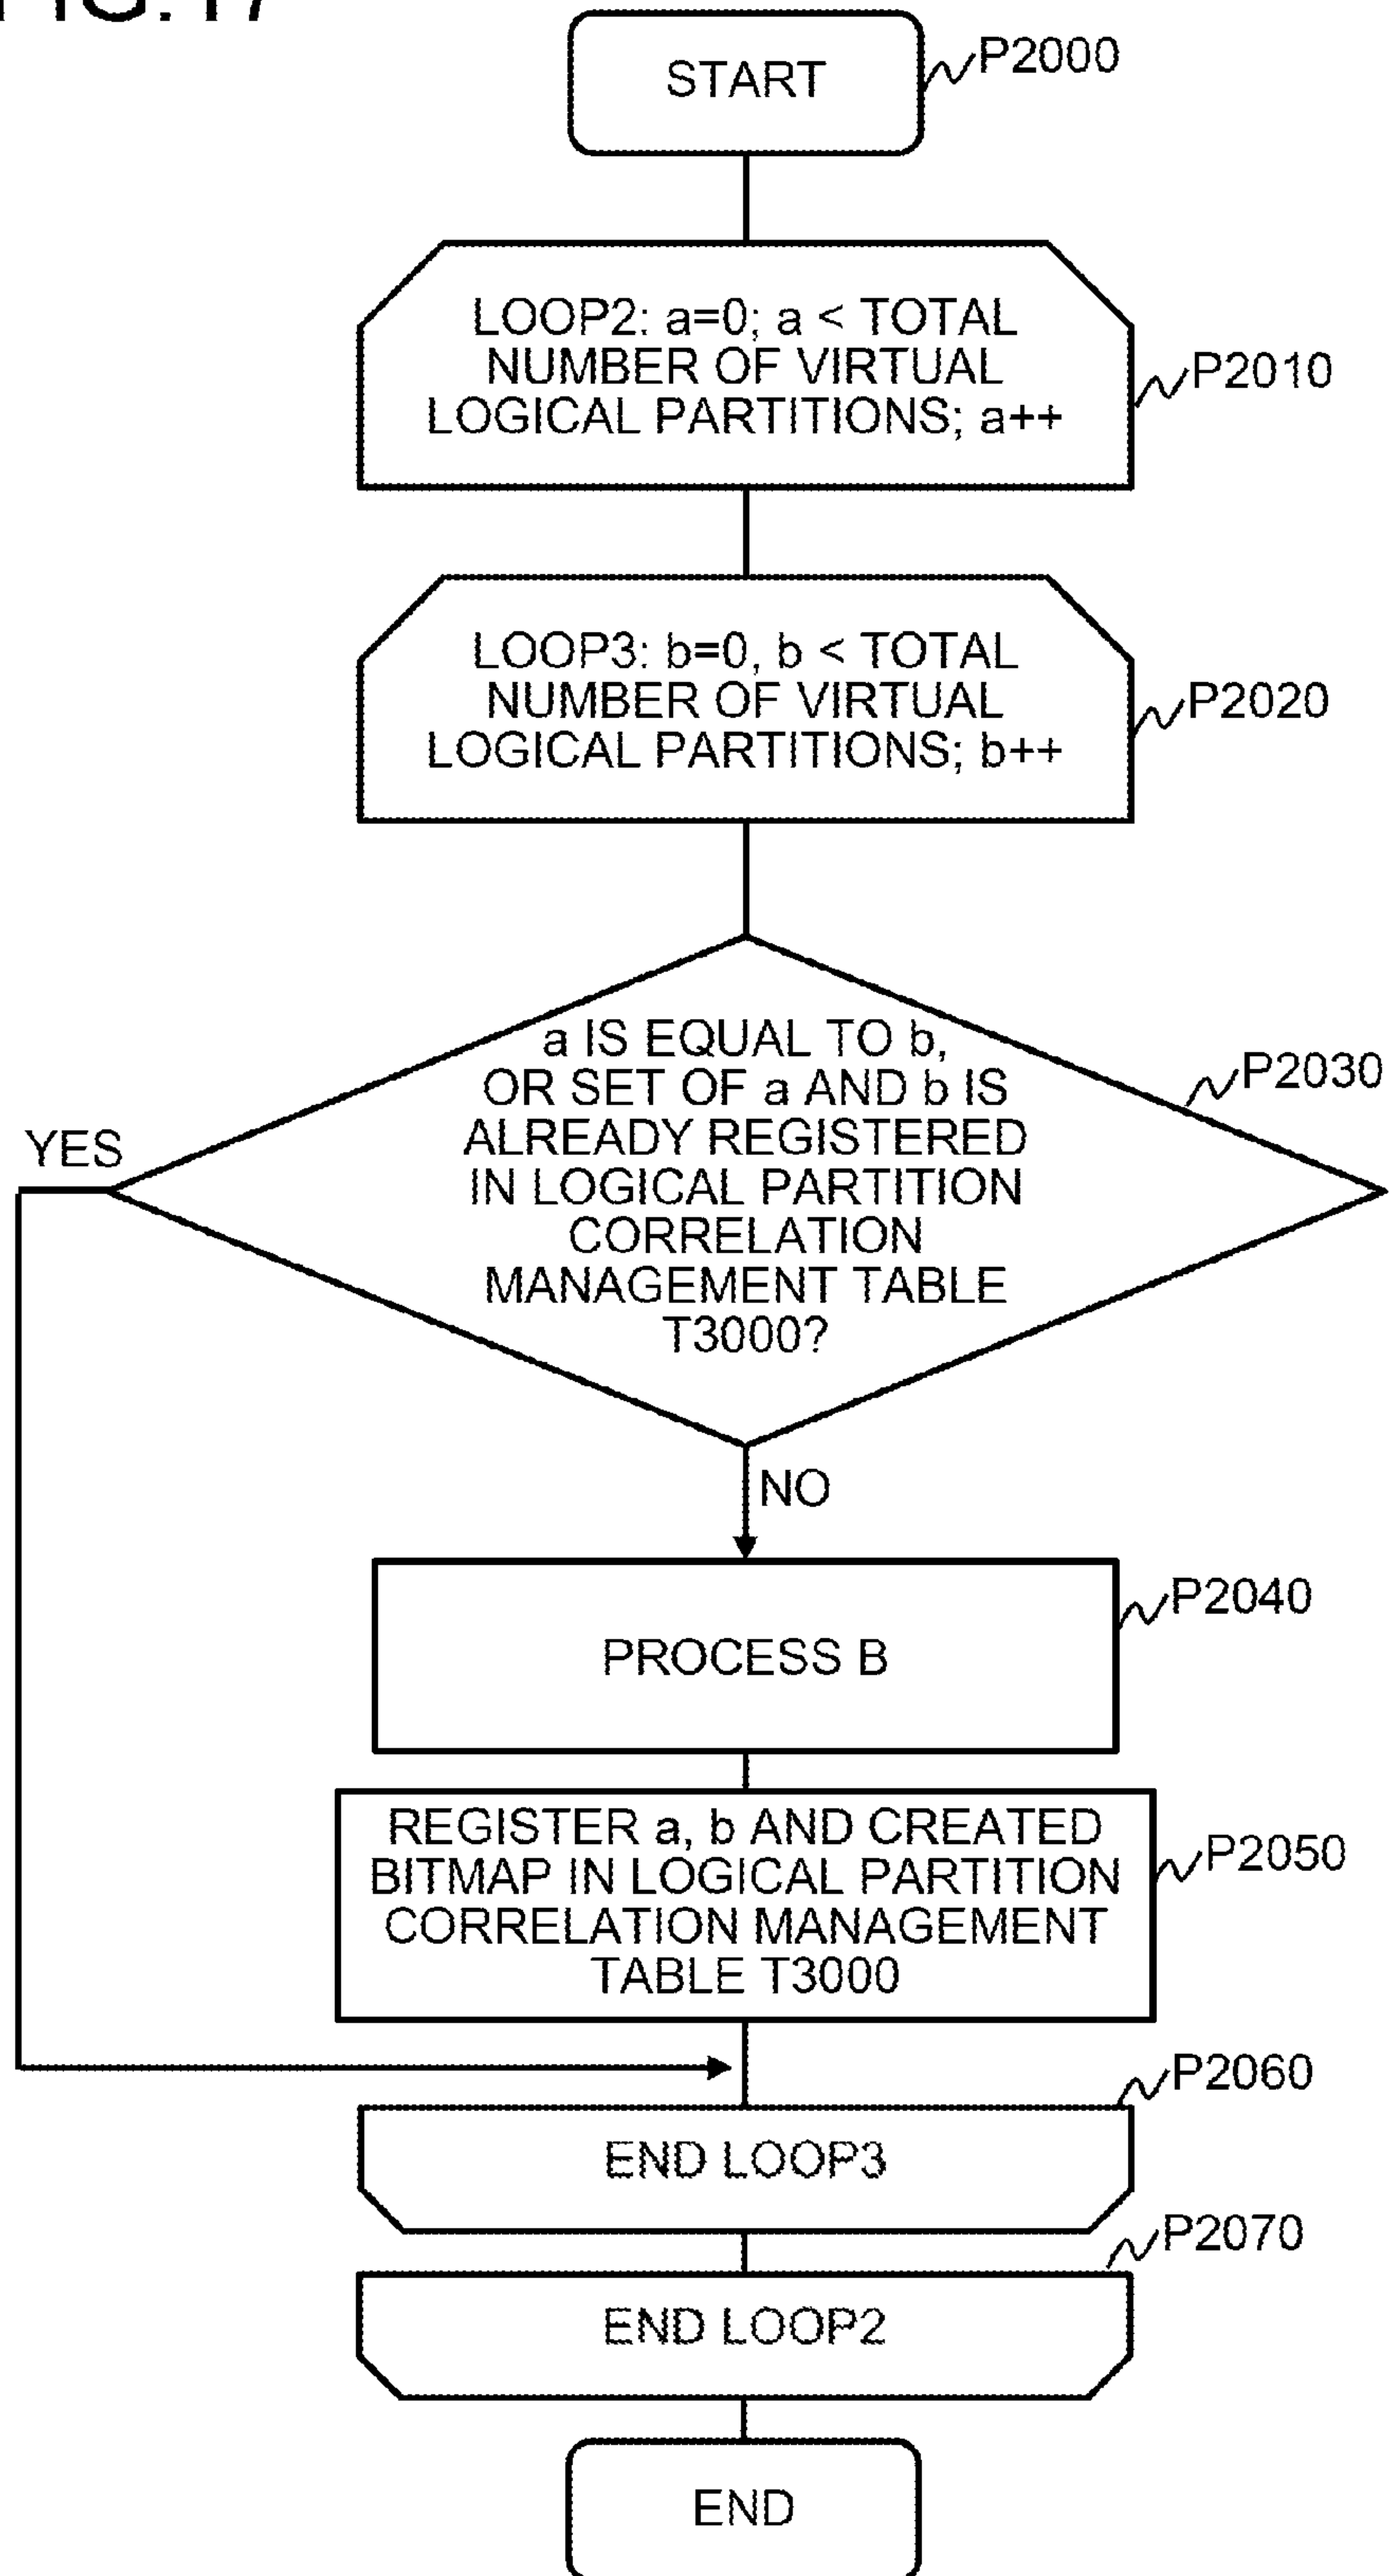 FIG.17
START
P2000
LOOP2: a=0; a < TOTAL
NUMBER OF VIRTUAL
LOGICAL PARTITIONS; a++
P2010
LOOP3: b=0, b < TOTAL
NUMBER OF VIRTUAL
LOGICAL PARTITIONS; b++
P2020
a IS EQUAL TO b,
OR SET OF a AND b IS
ALREADY REGISTERED
IN LOGICAL PARTITION
CORRELATION
MANAGEMENT TABLE
T3000?
P2030
YES
NO
PROCESS B
P2040
REGISTER a, b AND CREATED
BITMAP IN LOGICAL PARTITION
CORRELATION MANAGEMENT
TABLE T3000
P2050
END LOOP3
P2060
END LOOP2
P2070
END